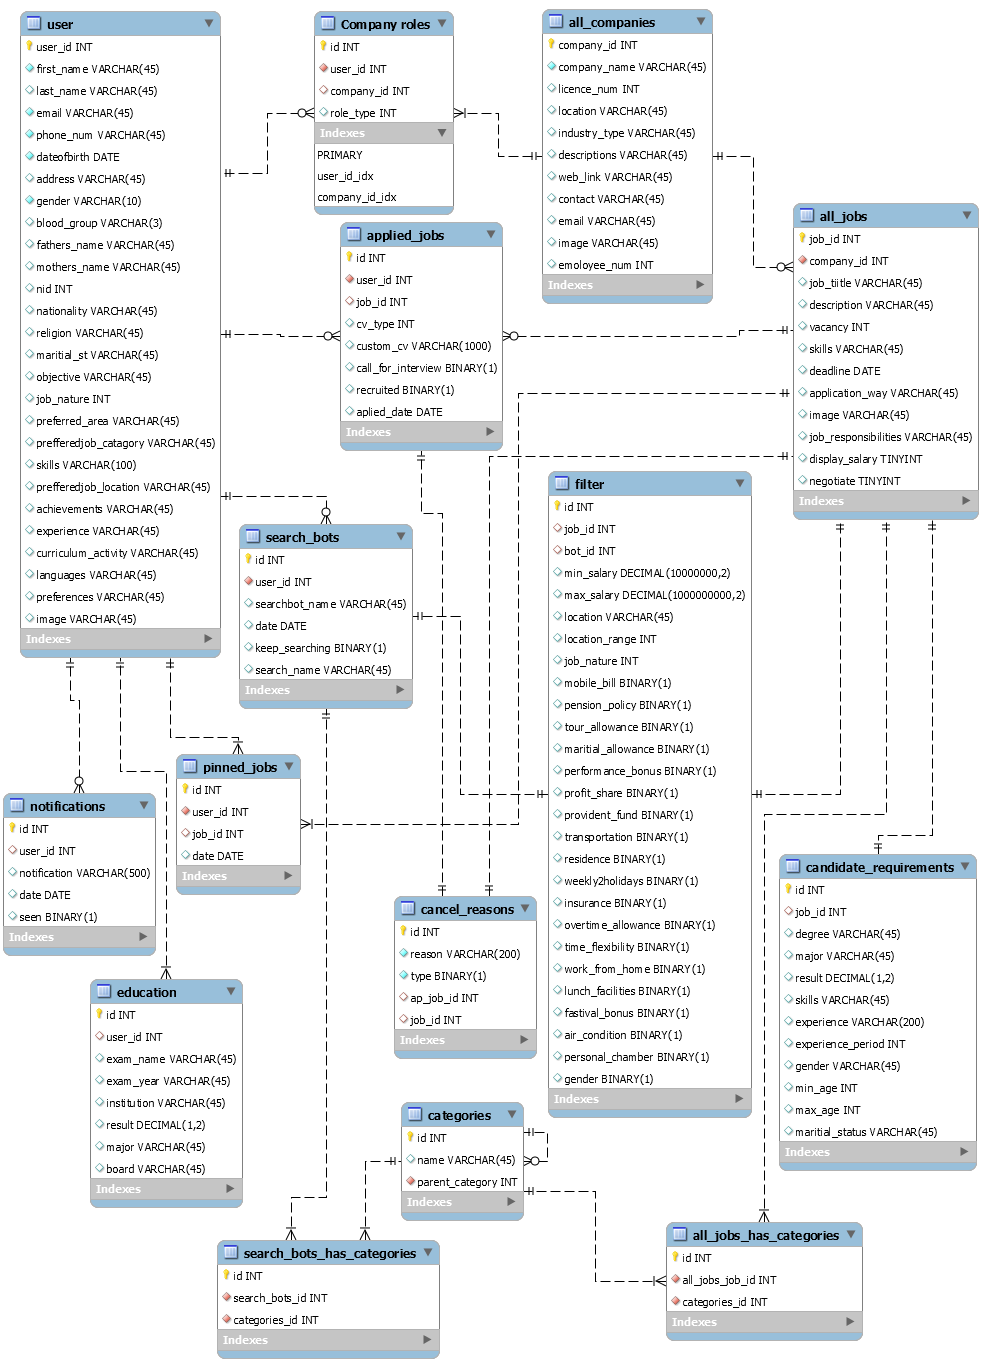 user
user_id INT
first_name VARCHAR(45)
last_name VARCHAR(45)
email VARCHAR(45)
phone_num VARCHAR(45)
dateofbirth DATE
address VARCHAR(45)
gender VARCHAR(10)
blood_group VARCHAR(3)
fathers_name VARCHAR(45)
mothers_name VARCHAR(45)
nid INT
nationality VARCHAR(45)
religion VARCHAR(45)
maritial_st VARCHAR(45)
objective VARCHAR(45)
job_nature INT
preferred_area VARCHAR(45)
prefferedjob_catagory VARCHAR(45)
skills VARCHAR(100)
prefferedjob_location VARCHAR(45)
achievements VARCHAR(45)
experience VARCHAR(45)
curriculum_activity VARCHAR(45)
languages VARCHAR(45)
preferences VARCHAR(45)
image VARCHAR(45)
Indexes
Company roles
id INT
user_id INT
company_id INT
role_type INT
Indexes
PRIMARY
user_id_idx
company_id_idx
all_companies
company_id INT
company_name VARCHAR(45)
licence_num INT
location VARCHAR(45)
industry_type VARCHAR(45)
descriptions VARCHAR(45)
web_link VARCHAR(45)
contact VARCHAR(45)
email VARCHAR(45)
image VARCHAR(45)
emoloyee_num INT
Indexes
all_jobs
job_id INT
company_id INT
job_tiitle VARCHAR(45)
description VARCHAR(45)
vacancy INT
skills VARCHAR(45)
deadline DATE
application_way VARCHAR(45)
image VARCHAR(45)
job_responsibilities VARCHAR(45)
display_salary TINYINT
negotiate TINYINT
Indexes
applied_jobs
id INT
user_id INT
job_id INT
cv_type INT
custom_cv VARCHAR(1000)
call_for_interview BINARY(1)
recruited BINARY(1)
aplied_date DATE
Indexes
search_bots
id INT
user_id INT
searchbot_name VARCHAR(45)
date DATE
keep_searching BINARY(1)
search_name VARCHAR(45)
Indexes
filter
id INT
job_id INT
bot_id INT
min_salary DECIMAL(10000000,2)
max_salary DECIMAL(1000000000,2)
location VARCHAR(45)
location_range INT
job_nature INT
mobile_bill BINARY(1)
pension_policy BINARY(1)
tour_allowance BINARY(1)
maritial_allowance BINARY(1)
performance_bonus BINARY(1)
profit_share BINARY(1)
provident_fund BINARY(1)
transportation BINARY(1)
residence BINARY(1)
weekly2holidays BINARY(1)
insurance BINARY(1)
overtime_allowance BINARY(1)
time_flexibility BINARY(1)
work_from_home BINARY(1)
lunch_facilities BINARY(1)
fastival_bonus BINARY(1)
air_condition BINARY(1)
personal_chamber BINARY(1)
gender BINARY(1)
Indexes
pinned_jobs
id INT
user_id INT
job_id INT
date DATE
Indexes
notifications
id INT
user_id INT
notification VARCHAR(500)
date DATE
seen BINARY(1)
Indexes
education
id INT
user_id INT
exam_name VARCHAR(45)
exam_year VARCHAR(45)
institution VARCHAR(45)
result DECIMAL(1,2)
major VARCHAR(45)
board VARCHAR(45)
Indexes
cancel_reasons
id INT
reason VARCHAR(200)
type BINARY(1)
ap_job_id INT
job_id INT
Indexes
candidate_requirements
id INT
job_id INT
degree VARCHAR(45)
major VARCHAR(45)
result DECIMAL(1,2)
skills VARCHAR(45)
experience VARCHAR(200)
experience_period INT
gender VARCHAR(45)
min_age INT
max_age INT
maritial_status VARCHAR(45)
Indexes
categories
id INT
name VARCHAR(45)
parent_category INT
Indexes
search_bots_has_categories
id INT
search_bots_id INT
categories_id INT
Indexes
all_jobs_has_categories
id INT
all_jobs_job_id INT
categories_id INT
Indexes